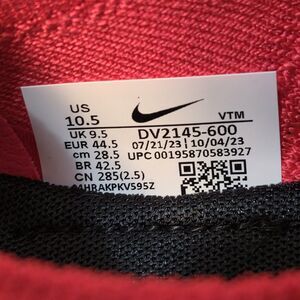 US
10.5
VTM
UK 9.5
DV2145-600
EUR 44.5
07/21/23 | 10/04/23
cm 28.5
UPC 00195870583927
BR 42.5
CN 285(2.5)